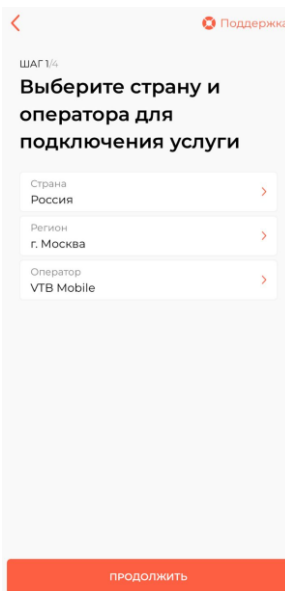 Поддержка
ШАГ 1/4
Выберите страну и
оператора для
подключения услуги
Страна
Россия
Регион
г. Москва
Оператор
VTB Mobile
ПРОДОЛЖИТЬ